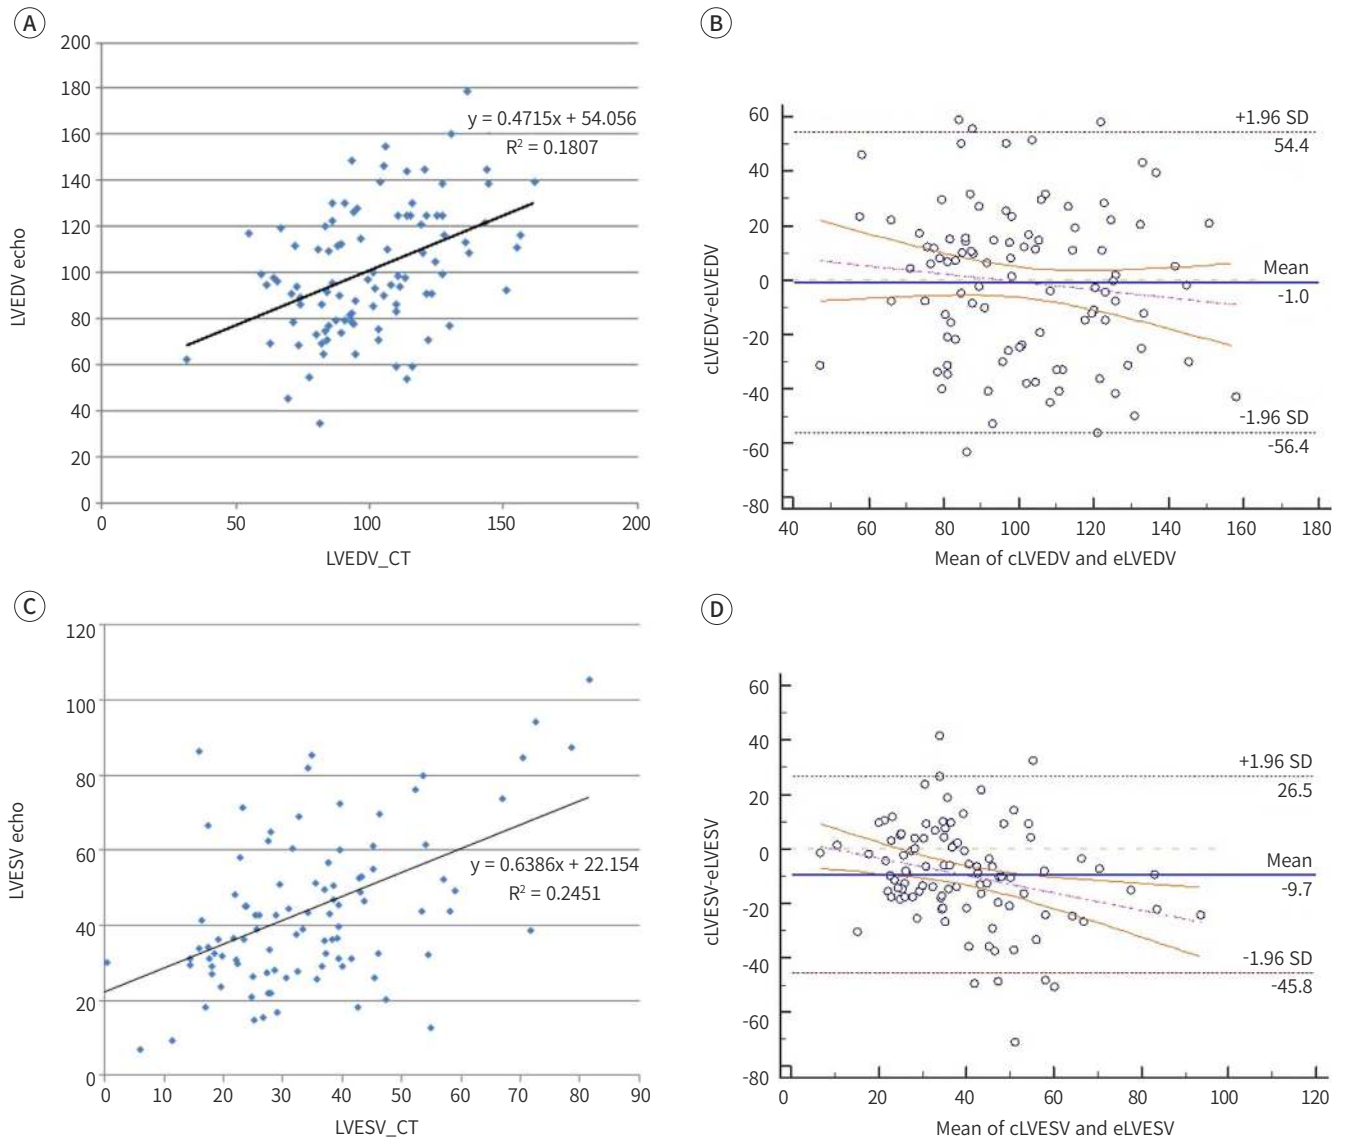 A
200
180
160
140
120
100
80
60
40
20
0
LVEDV echo
y = 0.4715x + 54.056
R² = 0.1807
0 50 100 150 200
LVEDV_CT
B
60
40
20
0
-20
-40
-60
-80
cLVEDV-eLVEDV
+1.96 SD
54.4
Mean
-1.0
-1.96 SD
-56.4
40 60 80 100 120 140 160 180
Mean of cLVEDV and eLVEDV
C
120
100
80
60
40
20
0
LVESV echo
y = 0.6386x + 22.154
R² = 0.2451
0 10 20 30 40 50 60 70 80 90
LVESV_CT
D
60
40
20
0
-20
-40
-60
-80
cLVESV-eLVESV
+1.96 SD
26.5
Mean
-9.7
-1.96 SD
-45.8
0 20 40 60 80 100 120
Mean of cLVESV and eLVESV